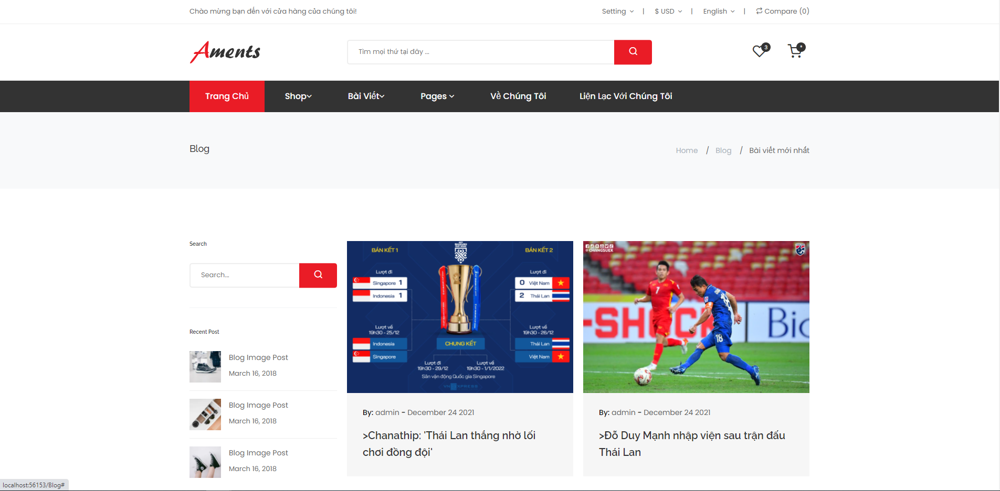 Chào mừng bạn đến với cửa hàng của chúng tôi!
Setting | $ USD | English | Compare (0)
Aments
Tìm mọi thứ tại đây ...
3
*
Trang Chủ Shop Bài Viết Pages Về Chúng Tôi Liện Lạc Với Chúng Tôi
Blog
Home / Blog / Bài viết mới nhất
Search
Search...
Recent Post
Blog Image Post
March 16, 2018
Blog Image Post
March 16, 2018
Blog Image Post
March 16, 2018
SUZUKI
BÁN KẾT 1
BÁN KẾT 2
Lượt đi
Lượt đi
Singapore 1
0 Việt Nam
Indonesia 1
2 Thái Lan
Lượt về
19h30 - 25/12
Lượt về
19h30 - 26/12
Indonesia
CHUNG KẾT
Thái Lan
Singapore
Việt Nam
Lượt đi
19h30 - 29/12
Lượt về
19h30 - 1/1/2022
Sân vận động Quốc gia Singapore
VNEXPRESS
By: admin - December 24 2021
>Chanathip: 'Thái Lan thắng nhờ lối
chơi đồng đội'
@CHANGSUEK
7
18
18
-SHOCK
Bio
By: admin - December 24 2021
>Đỗ Duy Mạnh nhập viện sau trận đấu
Thái Lan
localhost:56153/Blog#